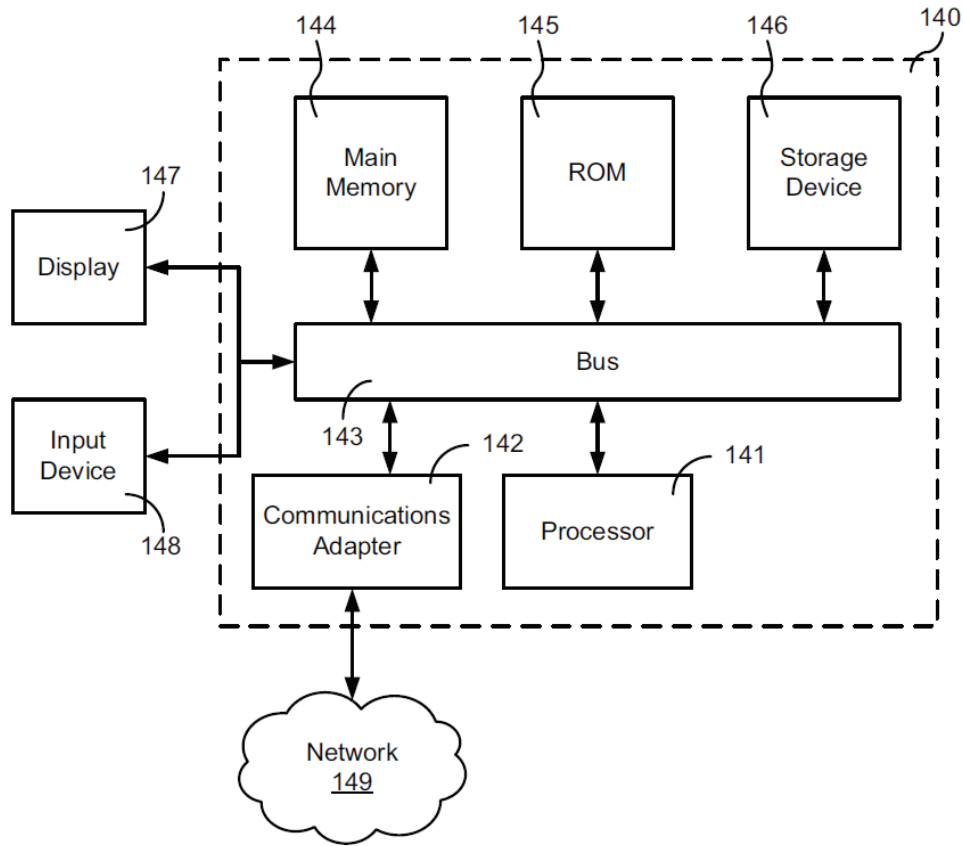 144
145
146
140
Main
Memory
ROM
Storage
Device
147
Display
Bus
143
Input
Device
148
142
141
Communications
Adapter
Processor
Network
149